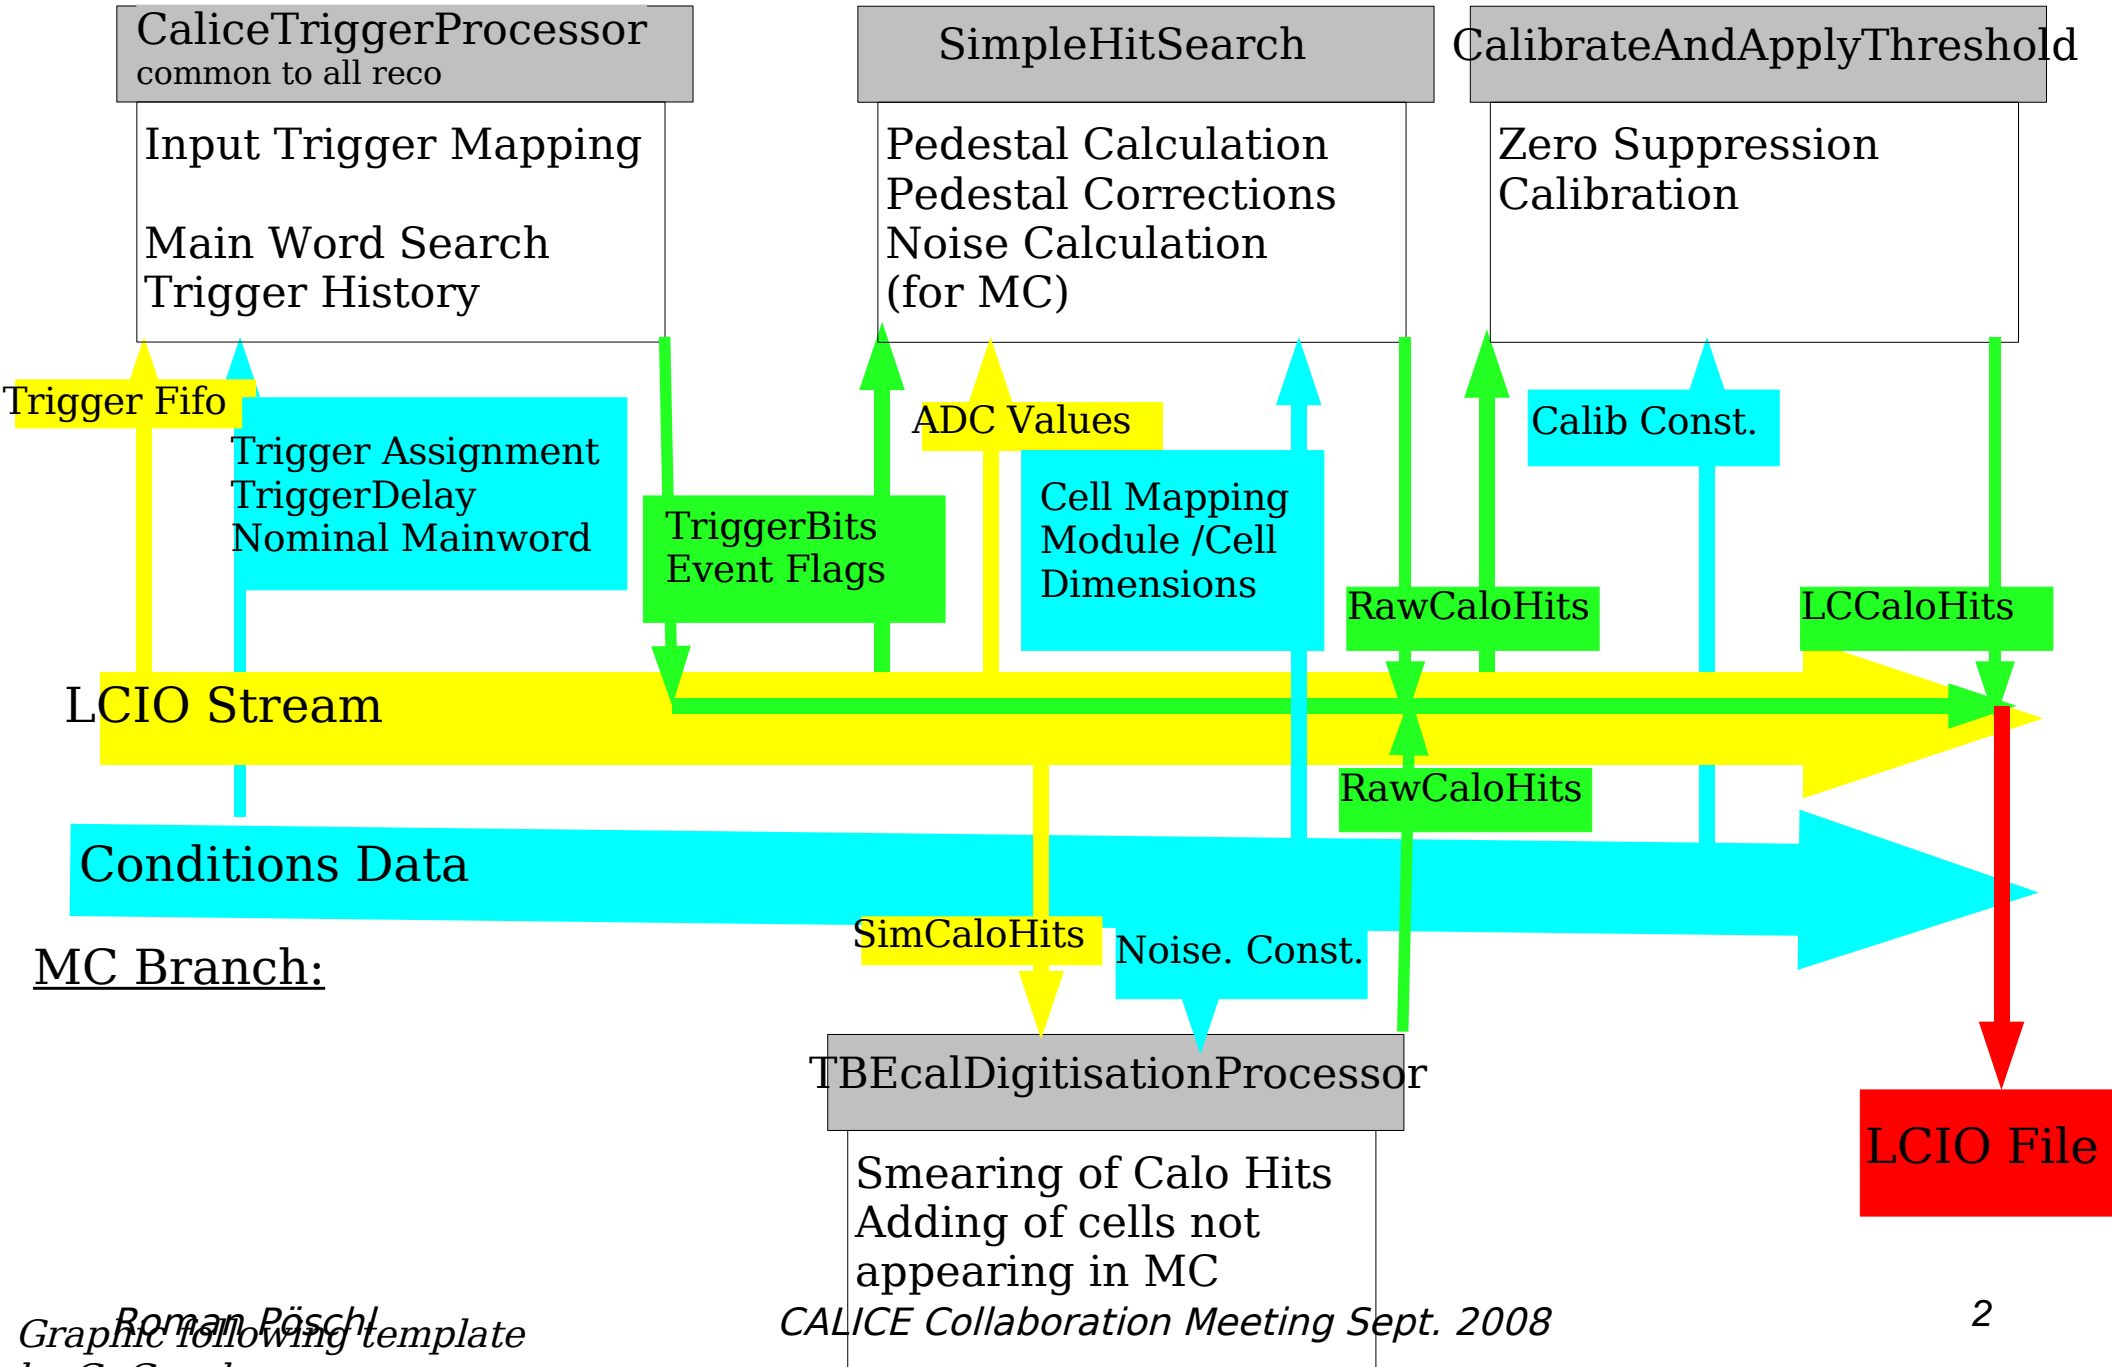 CaliceTriggerProcessor
common to all reco
SimpleHitSearch
CalibrateAndApplyThreshold
Input Trigger Mapping
Main Word Search
Trigger History
Pedestal Calculation
Pedestal Corrections
Noise Calculation
(for MC)
Zero Suppression
Calibration
Trigger Fifo
Trigger Assignment
TriggerDelay
Nominal Mainword
TriggerBits
Event Flags
ADC Values
Cell Mapping
Module /Cell
Dimensions
RawCaloHits
Calib Const.
LCCaloHits
LCIO Stream
RawCaloHits
Conditions Data
SimCaloHits
Noise. Const.
MC Branch:
TBEcalDigitisationProcessor
Smearing of Calo Hits
Adding of cells not
appearing in MC
LCIO File
Roman Pöschl
Graphic following template
CALICE Collaboration Meeting Sept. 2008
2